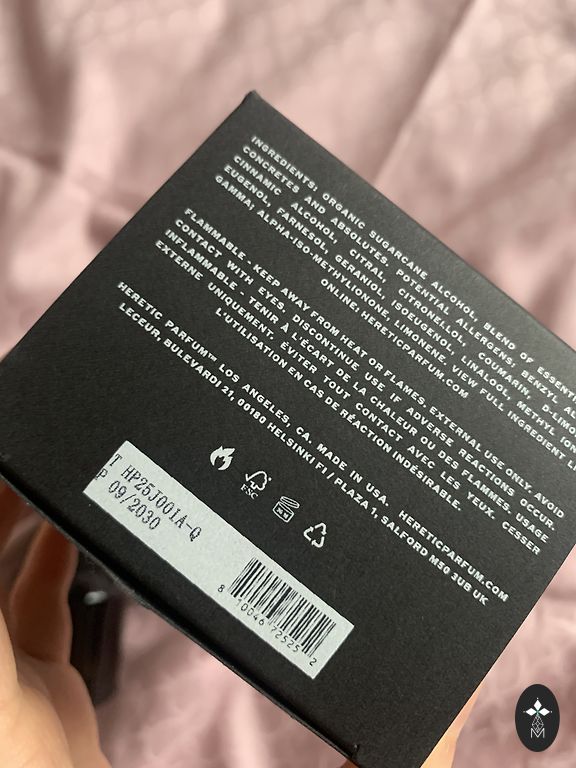 INGREDIENTS: ORGANIC SUGARCANE ALCOHOL, BLEND OF ESSENTI
CONCRETES AND ABSOLUTES. POTENTIAL ALLERGENS: BENZYL AL
CINNAMIC ALCOHOL, CITRAL, CITRONELLOL, COUMARIN, D-LIMO
EUGENOL, FARNESOL, GERANIOL, ISOEUGENOL, LINALOOL, METHYL ION
GAMMA; ALPHA-ISO-METHYLIONONE, LIMONENE, VIEW FULL INGREDIENT LI
ONLINE: HERETICPARFUM.COM
FLAMMABLE - KEEP AWAY FROM HEAT OR FLAMES, EXTERNAL USE ONLY, AVOID
CONTACT WITH EYES, DISCONTINUE USE IF ADVERSE REACTIONS OCCUR.
INFLAMMABLE - TENIR À L'ÉCART DE LA CHALEUR OU DES FLAMMES, USAGE
EXTERNE UNIQUEMENT, ÉVITER TOUT CONTACT AVEC LES YEUX. CESSER
L'UTILISATION EN CAS DE RÉACTION INDÉSIRABLE.
HERETIC PARFUM™ LOS ANGELES, CA. MADE IN USA. HERETICPARFUM.COM
LECEUR, BULEVARDI 21, 00180 HELSINKI FI / PLAZA 1, SALFORD M50 3UB UK
FSC
T HP25J001A-Q
P 09/2030
8 10046 72525 2
M